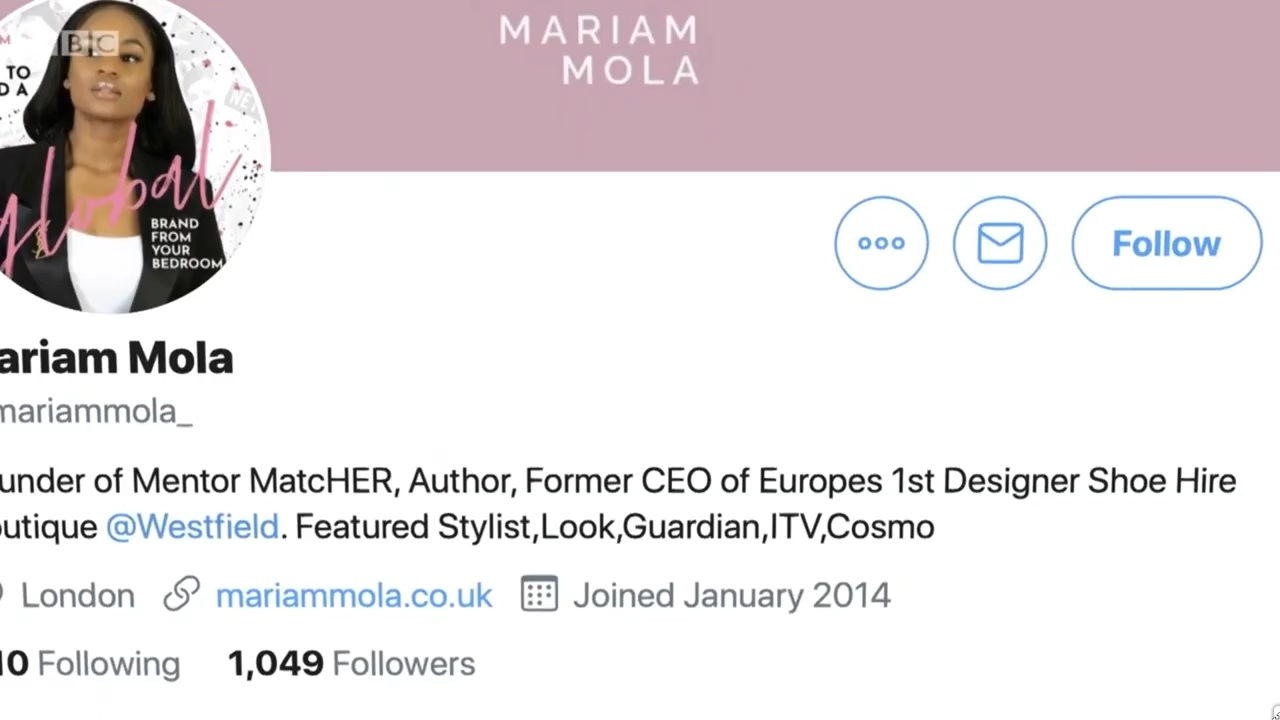 MARIAM
MOLA
BBC
TO
D A
NE
global
BRAND
FROM
YOUR
BEDROOM
Follow
ariam Mola
mariammola_
under of Mentor MatcHER, Author, Former CEO of Europes 1st Designer Shoe Hire
outique @Westfield. Featured Stylist,Look,Guardian,ITV,Cosmo
London mariammola.co.uk Joined January 2014
10 Following 1,049 Followers